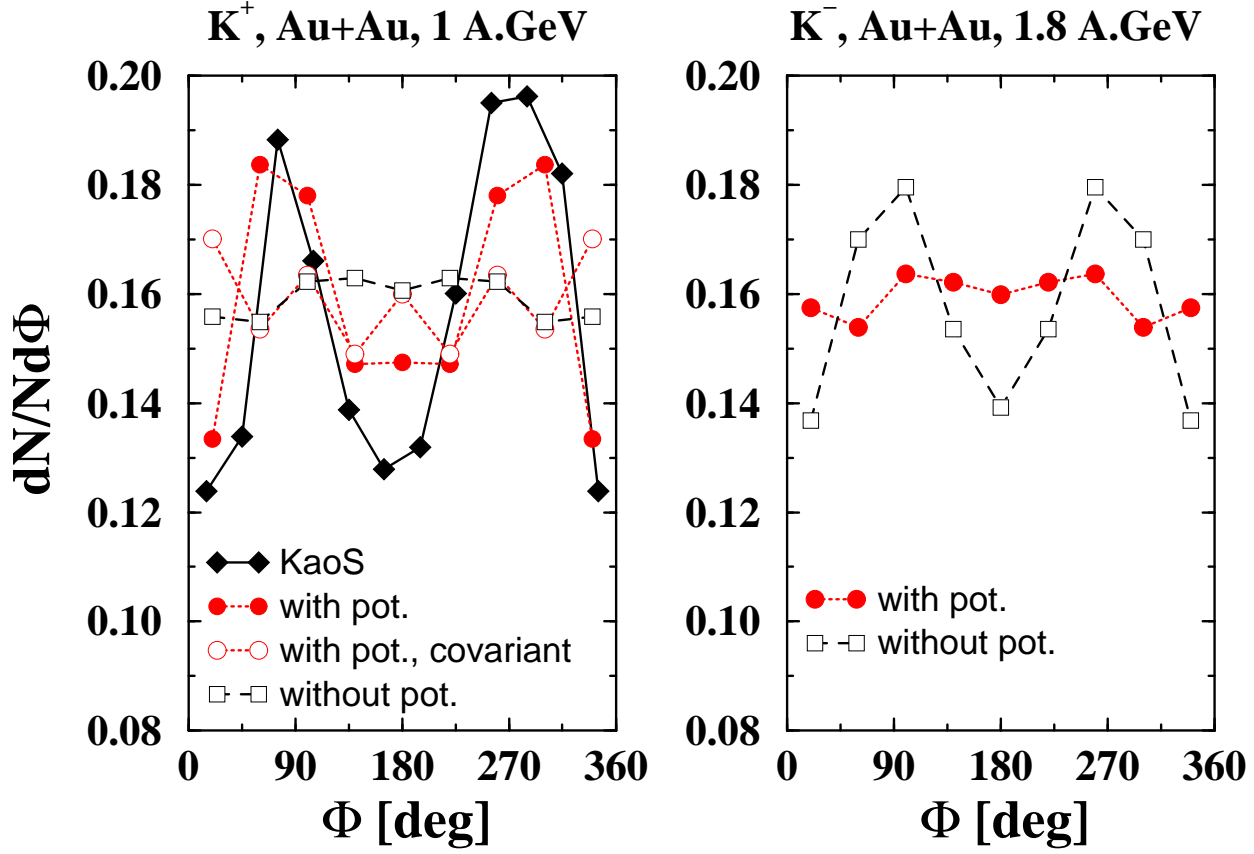 K⁺, Au+Au, 1 A.GeV
K⁻, Au+Au, 1.8 A.GeV
dN/NdΦ
0.20
0.18
0.16
0.14
0.12
0.10
0.08
KaoS
with pot.
with pot., covariant
without pot.
0 90 180 270 360
Φ [deg]
0.20
0.18
0.16
0.14
0.12
0.10
0.08
with pot.
without pot.
0 90 180 270 360
Φ [deg]